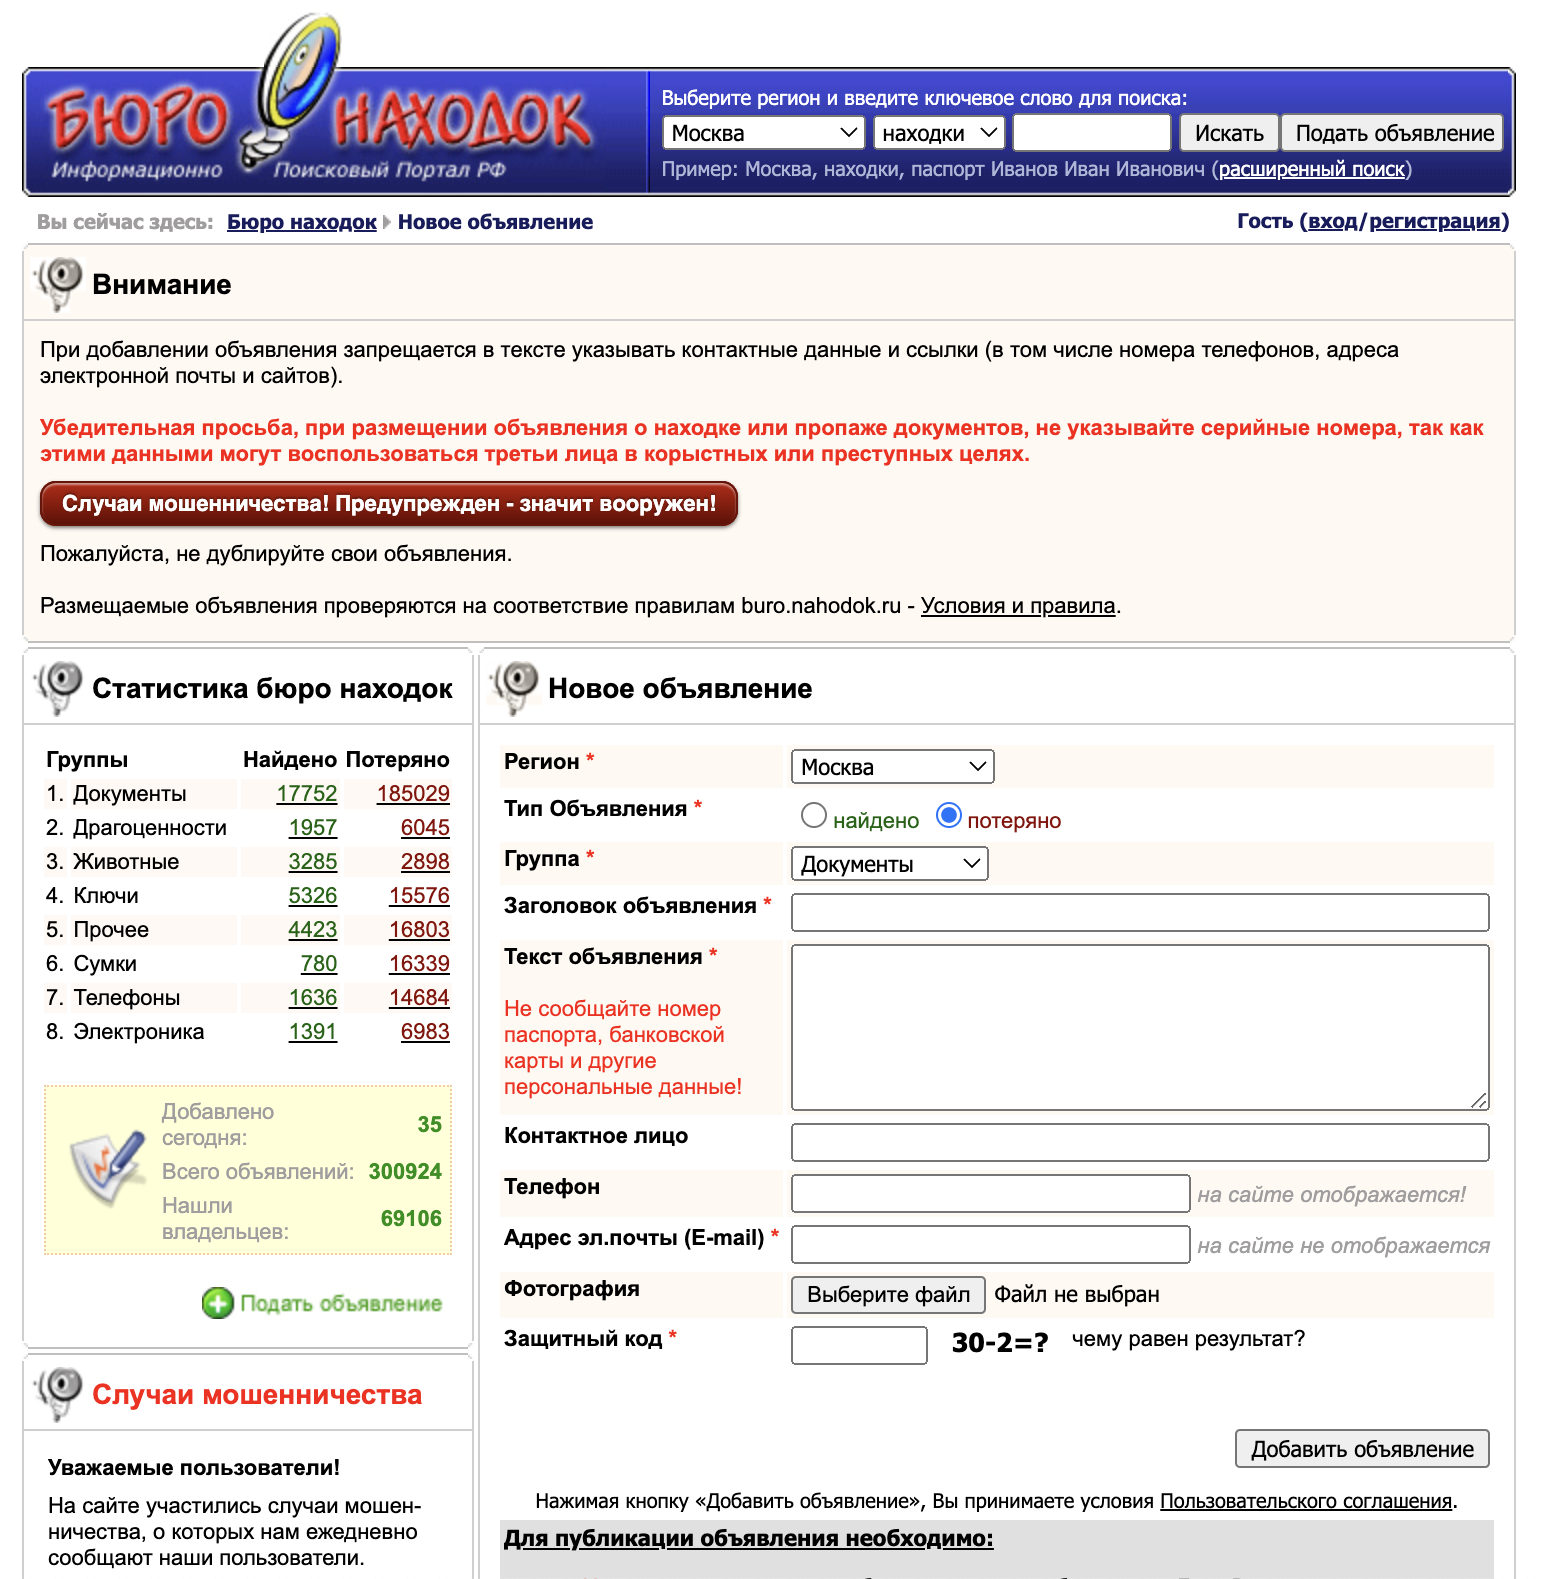 БЮРО НАХОДОК
Информационно Поисковый Портал РФ
Выберите регион и введите ключевое слово для поиска:
Москва находки Искать Подать объявление
Пример: Москва, находки, паспорт Иванов Иван Иванович (расширенный поиск)
Вы сейчас здесь: Бюро находок Новое объявление
Гость (вход/регистрация)
Внимание
При добавлении объявления запрещается в тексте указывать контактные данные и ссылки (в том числе номера телефонов, адреса
электронной почты и сайтов).
Убедительная просьба, при размещении объявления о находке или пропаже документов, не указывайте серийные номера, так как
этими данными могут воспользоваться третьи лица в корыстных или преступных целях.
Случаи мошенничества! Предупрежден - значит вооружен!
Пожалуйста, не дублируйте свои объявления.
Размещаемые объявления проверяются на соответствие правилам buro.nahodok.ru - Условия и правила.
Статистика бюро находок
Группы Найдено Потеряно
1. Документы 17752 185029
2. Драгоценности 1957 6045
3. Животные 3285 2898
4. Ключи 5326 15576
5. Прочее 4423 16803
6. Сумки 780 16339
7. Телефоны 1636 14684
8. Электроника 1391 6983
Добавлено
сегодня: 35
Всего объявлений: 300924
Нашли
владельцев: 69106
Подать объявление
Случаи мошенничества
Уважаемые пользователи!
На сайте участились случаи мошен-
ничества, о которых нам ежедневно
сообщают наши пользователи.
Новое объявление
Регион * Москва
Тип Объявления * найдено потеряно
Группа * Документы
Заголовок объявления *
Текст объявления *
Не сообщайте номер
паспорта, банковской
карты и другие
персональные данные!
Контактное лицо
Телефон на сайте отображается!
Адрес эл.почты (E-mail) * на сайте не отображается
Фотография Выберите файл Файл не выбран
Защитный код * 30-2=? чему равен результат?
Добавить объявление
Нажимая кнопку «Добавить объявление», Вы принимаете условия Пользовательского соглашения.
Для публикации объявления необходимо: